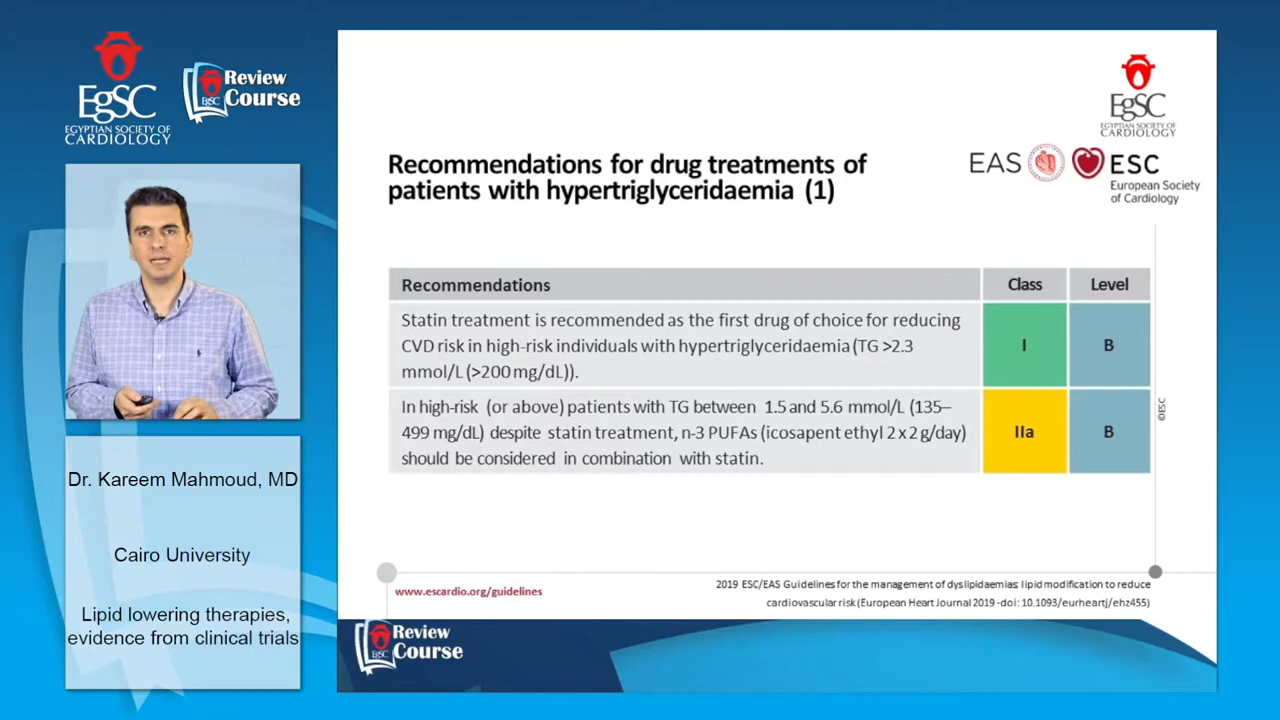 EgSC
EGYPTIAN SOCIETY OF
CARDIOLOGY
EgSC
Review
Course
Dr. Kareem Mahmoud, MD
Cairo University
Lipid lowering therapies,
evidence from clinical trials
EgSC
EGYPTIAN SOCIETY OF
CARDIOLOGY
EAS
ESC
European Society
of Cardiology
Recommendations for drug treatments of
patients with hypertriglyceridaemia (1)
Recommendations Class Level
Statin treatment is recommended as the first drug of choice for reducing
CVD risk in high-risk individuals with hypertriglyceridaemia (TG >2.3
mmol/L (>200 mg/dL)).
I B
In high-risk (or above) patients with TG between 1.5 and 5.6 mmol/L (135–
499 mg/dL) despite statin treatment, n-3 PUFAs (icosapent ethyl 2 x 2 g/day)
should be considered in combination with statin.
IIa B
©ESC
www.escardio.org/guidelines
2019 ESC/EAS Guidelines for the management of dyslipidaemias: lipid modification to reduce
cardiovascular risk (European Heart Journal 2019 - doi: 10.1093/eurheartj/ehz455)
EgSC
Review
Course